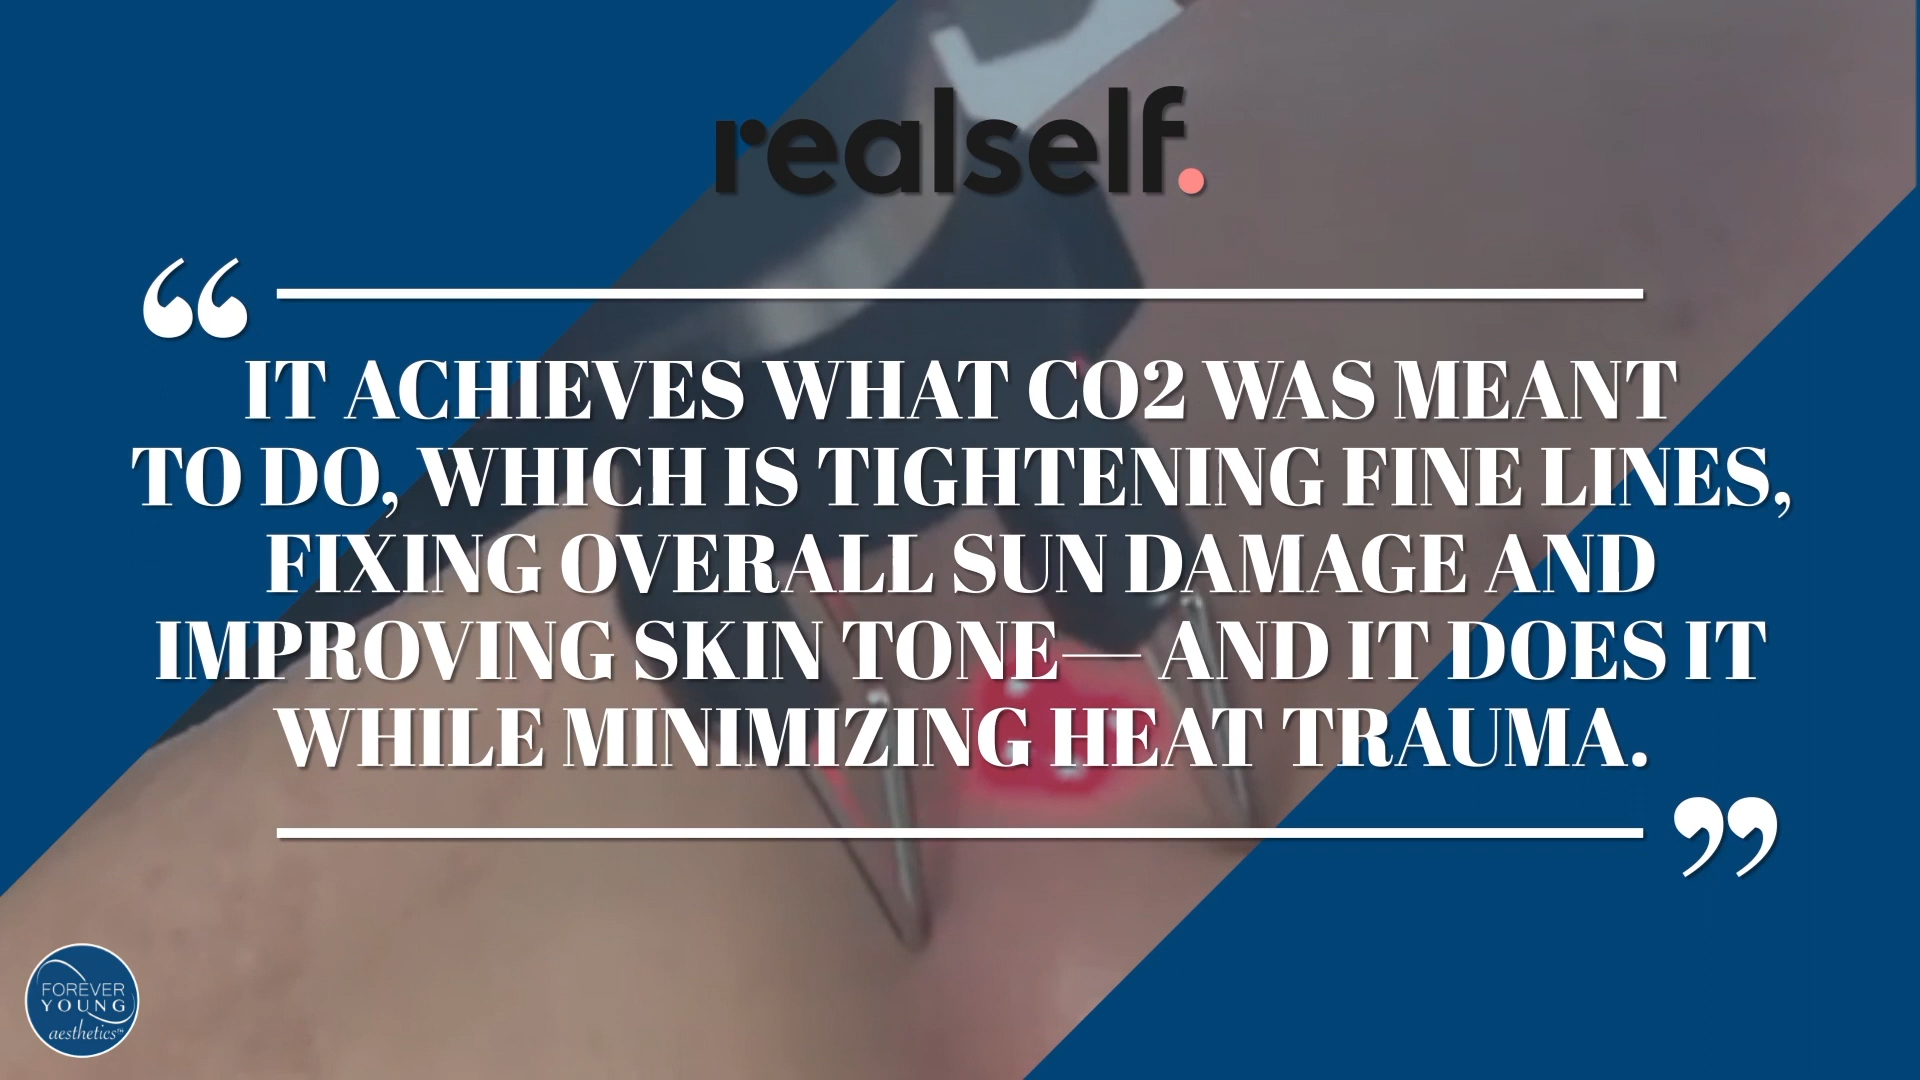 realself.
“
IT ACHIEVES WHAT CO2 WAS MEANT
TO DO, WHICH IS TIGHTENING FINE LINES,
FIXING OVERALL SUN DAMAGE AND
IMPROVING SKIN TONE— AND IT DOES IT
WHILE MINIMIZING HEAT TRAUMA.
”
FOREVER
YOUNG
aesthetics™